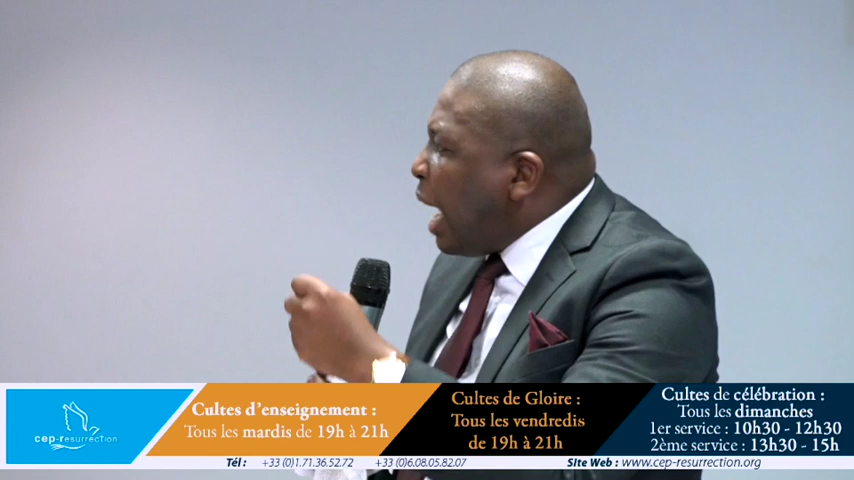 cep-resurrection
Cultes d'enseignement :
Tous les mardis de 19h à 21h
Cultes de Gloire :
Tous les vendredis
de 19h à 21h
Cultes de célébration :
Tous les dimanches
1er service : 10h30 - 12h30
2ème service : 13h30 - 15h
Tél : +33 (0)1.71.36.52.72 +33 (0)6.08.05.82.07 Site Web : www.cep-resurrection.org